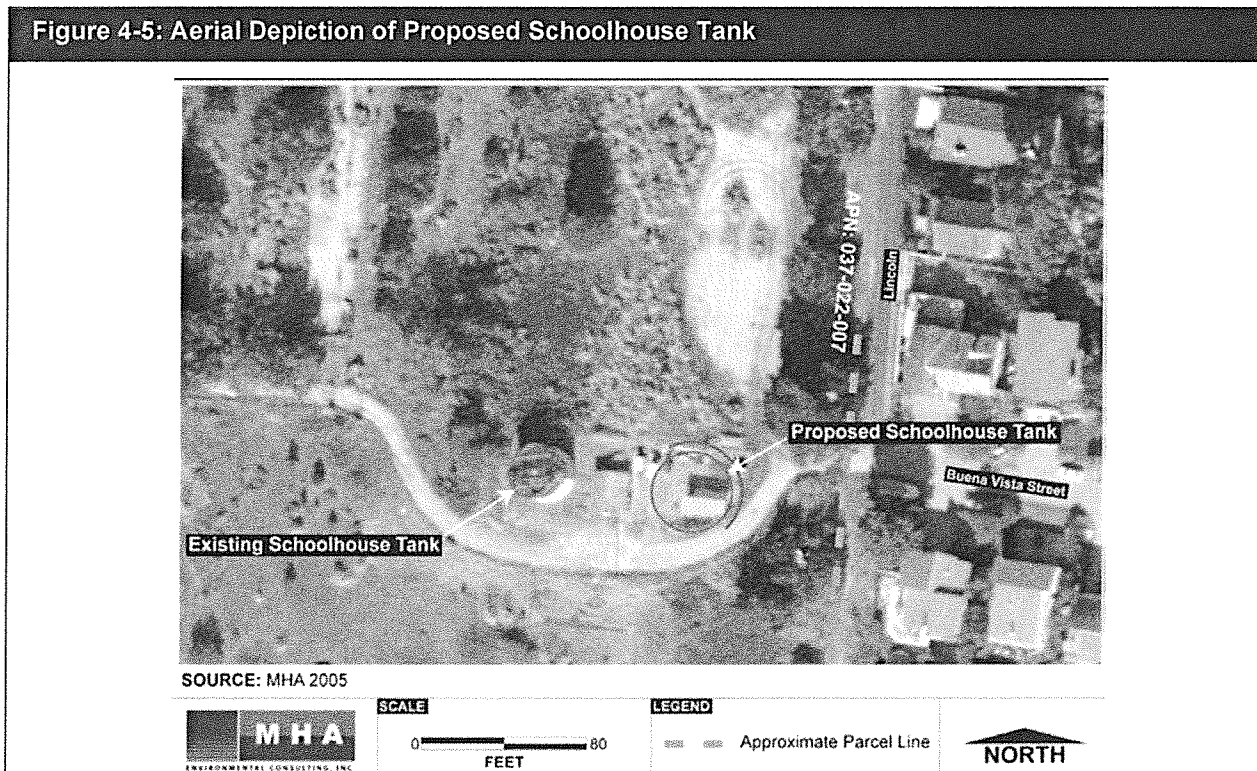 Figure 4-5: Aerial Depiction of Proposed Schoolhouse Tank
APN: 037-022-007
Lincoln
Proposed Schoolhouse Tank
Buena Vista Street
Existing Schoolhouse Tank
SOURCE: MHA 2005
MHA
ENVIRONMENTAL CONSULTING, INC
SCALE
0 80
FEET
LEGEND
Approximate Parcel Line
NORTH